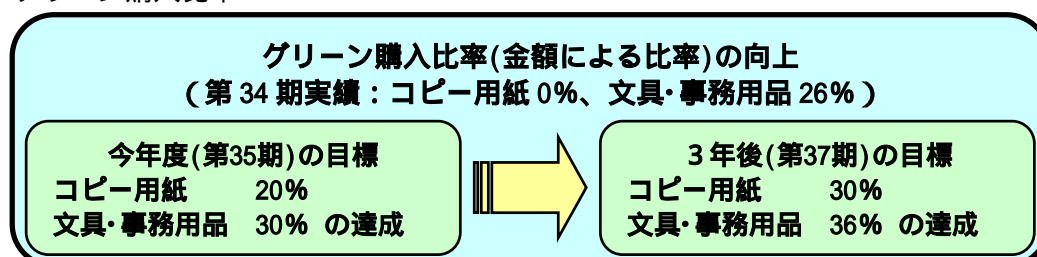 グリーン購入比率(金額による比率)の向上
(第34期実績：コピー用紙0%、文具・事務用品26%)
今年度(第35期)の目標
コピー用紙 20%
文具・事務用品 30% の達成
３年後(第37期)の目標
コピー用紙 30%
文具・事務用品 36% の達成